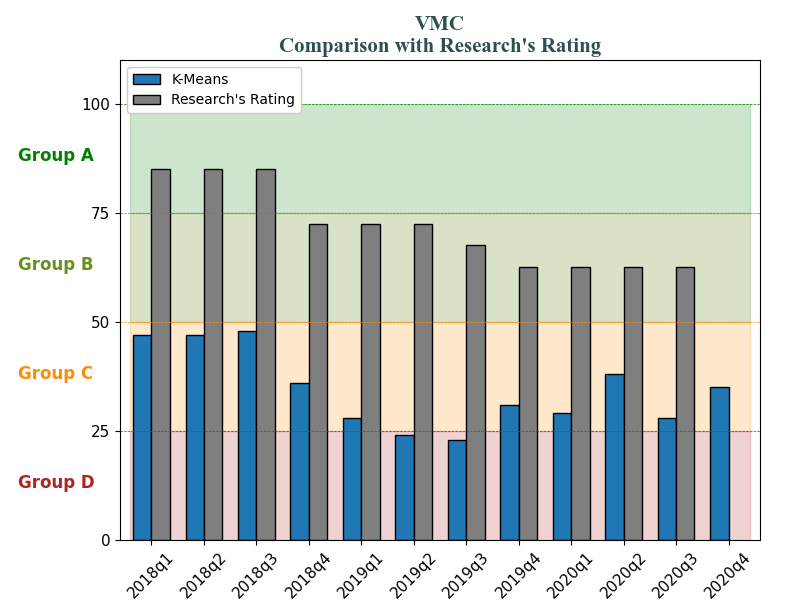 VMC
Comparison with Research's Rating
K-Means
Research's Rating
100
Group A
75
Group B
50
Group C
25
Group D
0
2018q1
2018q2
2018q3
2018q4
2019q1
2019q2
2019q3
2019q4
2020q1
2020q2
2020q3
2020q4